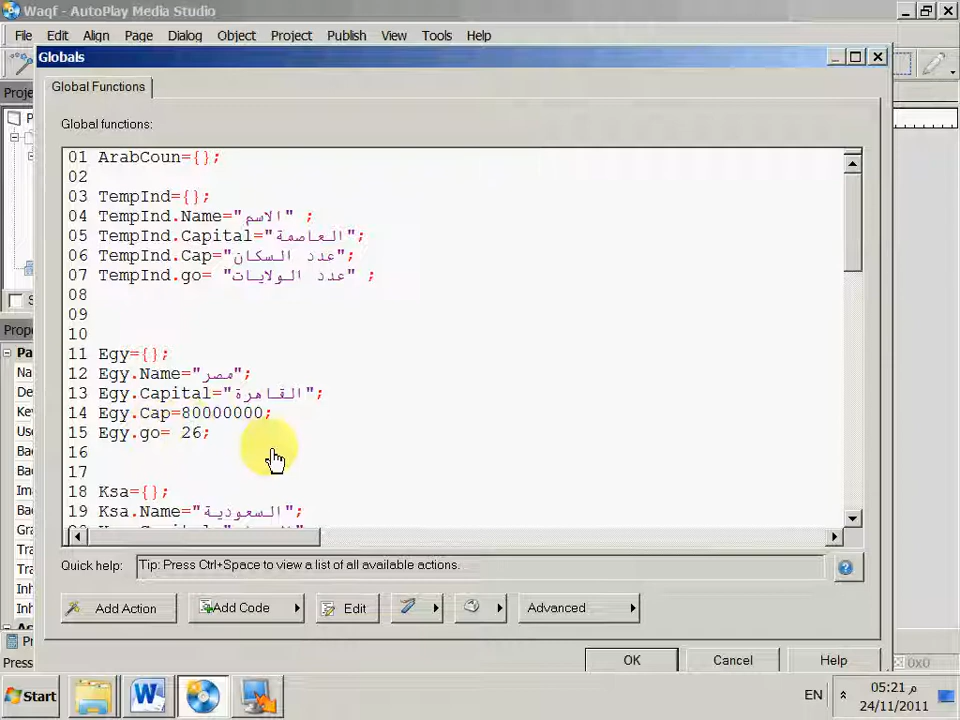 Waqf - AutoPlay Media Studio
File Edit Align Page Dialog Object Project Publish View Tools Help
Globals
Global Functions
Global functions:
01 ArabCoun={};
02
03 TempInd={};
04 TempInd.Name="الاسم" ;
05 TempInd.Capital="العاصمة";
06 TempInd.Cap="عدد السكان";
07 TempInd.go= "عدد الولايات" ;
08
09
10
11 Egy={};
12 Egy.Name="مصر";
13 Egy.Capital="القاهرة";
14 Egy.Cap=80000000;
15 Egy.go= 26;
16
17
18 Ksa={};
19 Ksa.Name="السعودية";
Quick help: Tip: Press Ctrl+Space to view a list of all available actions.
Add Action Add Code Edit Advanced
OK Cancel Help
0x0
Start EN 05:21 م
24/11/2011